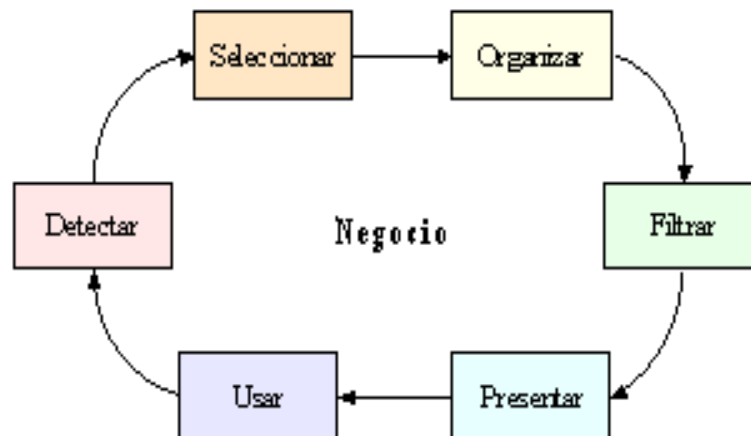 Seleccionar
Organizar
Detectar
Negocio
Filtrar
Usar
Presentar